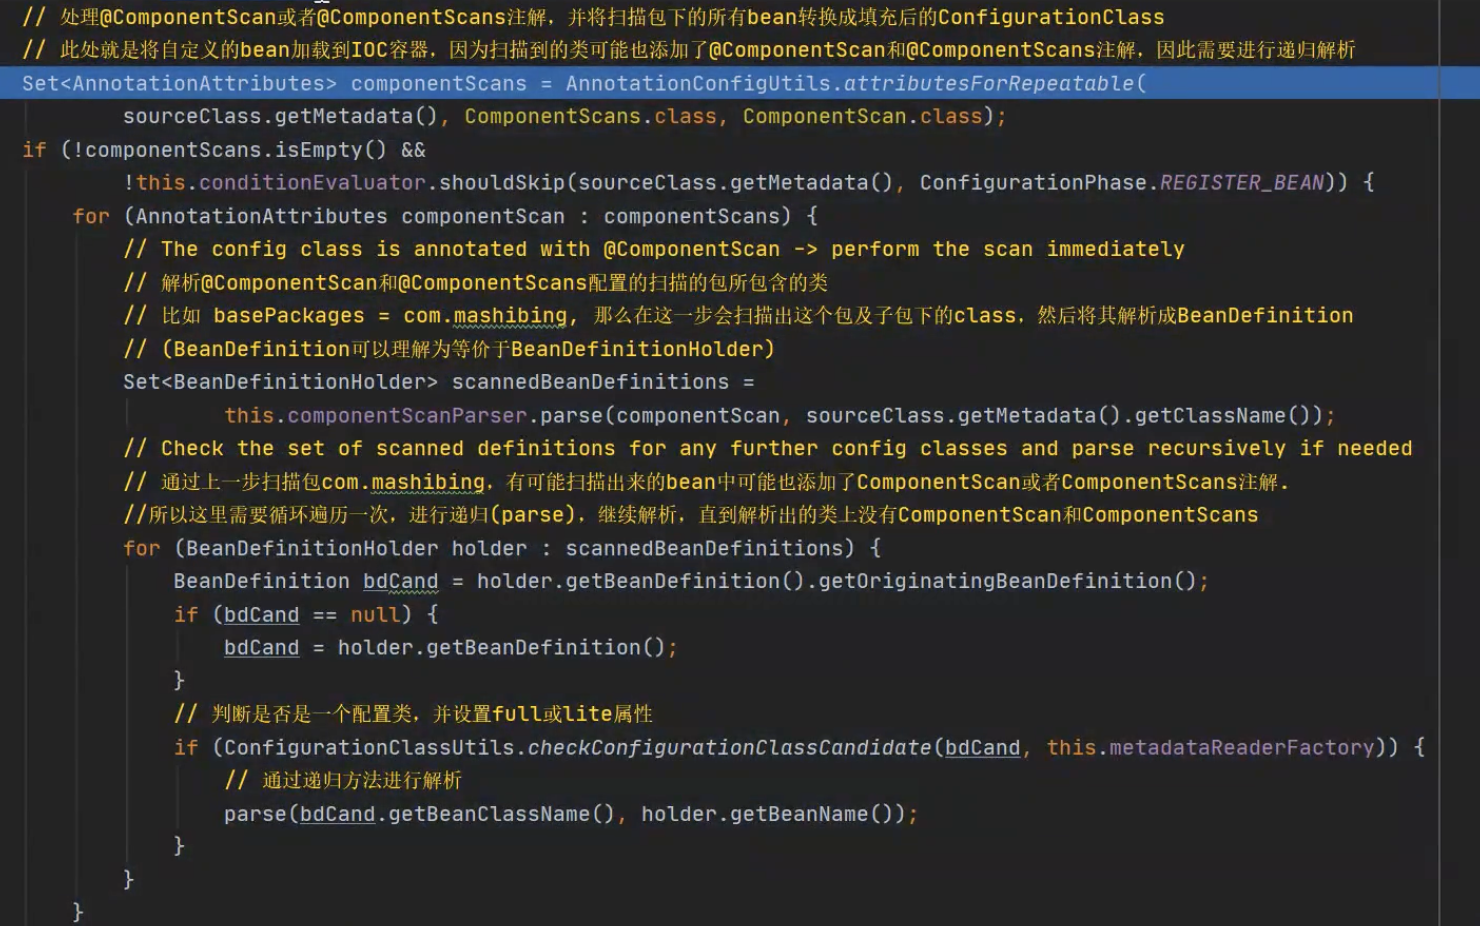 // 处理@ComponentScan或者@ComponentScans注解，并将扫描包下的所有bean转换成填充后的ConfigurationClass
// 此处就是将自定义的bean加载到IOC容器，因为扫描到的类可能也添加了@ComponentScan和@ComponentScans注解，因此需要进行递归解析
Set<AnnotationAttributes> componentScans = AnnotationConfigUtils.attributesForRepeatable(
sourceClass.getMetadata(), ComponentScans.class, ComponentScan.class);
if (!componentScans.isEmpty() &&
!this.conditionEvaluator.shouldSkip(sourceClass.getMetadata(), ConfigurationPhase.REGISTER_BEAN)) {
for (AnnotationAttributes componentScan : componentScans) {
// The config class is annotated with @ComponentScan -> perform the scan immediately
// 解析@ComponentScan和@ComponentScans配置的扫描的包所包含的类
// 比如 basePackages = com.mashibing, 那么在这一步会扫描出这个包及子包下的class，然后将其解析成BeanDefinition
// (BeanDefinition可以理解为等价于BeanDefinitionHolder)
Set<BeanDefinitionHolder> scannedBeanDefinitions =
this.componentScanParser.parse(componentScan, sourceClass.getMetadata().getClassName());
// Check the set of scanned definitions for any further config classes and parse recursively if needed
// 通过上一步扫描包com.mashibing，有可能扫描出来的bean中可能也添加了ComponentScan或者ComponentScans注解.
//所以这里需要循环遍历一次，进行递归(parse)，继续解析，直到解析出的类上没有ComponentScan和ComponentScans
for (BeanDefinitionHolder holder : scannedBeanDefinitions) {
BeanDefinition bdCand = holder.getBeanDefinition().getOriginatingBeanDefinition();
if (bdCand == null) {
bdCand = holder.getBeanDefinition();
}
// 判断是否是一个配置类，并设置full或lite属性
if (ConfigurationClassUtils.checkConfigurationClassCandidate(bdCand, this.metadataReaderFactory)) {
// 通过递归方法进行解析
parse(bdCand.getBeanClassName(), holder.getBeanName());
}
}
}